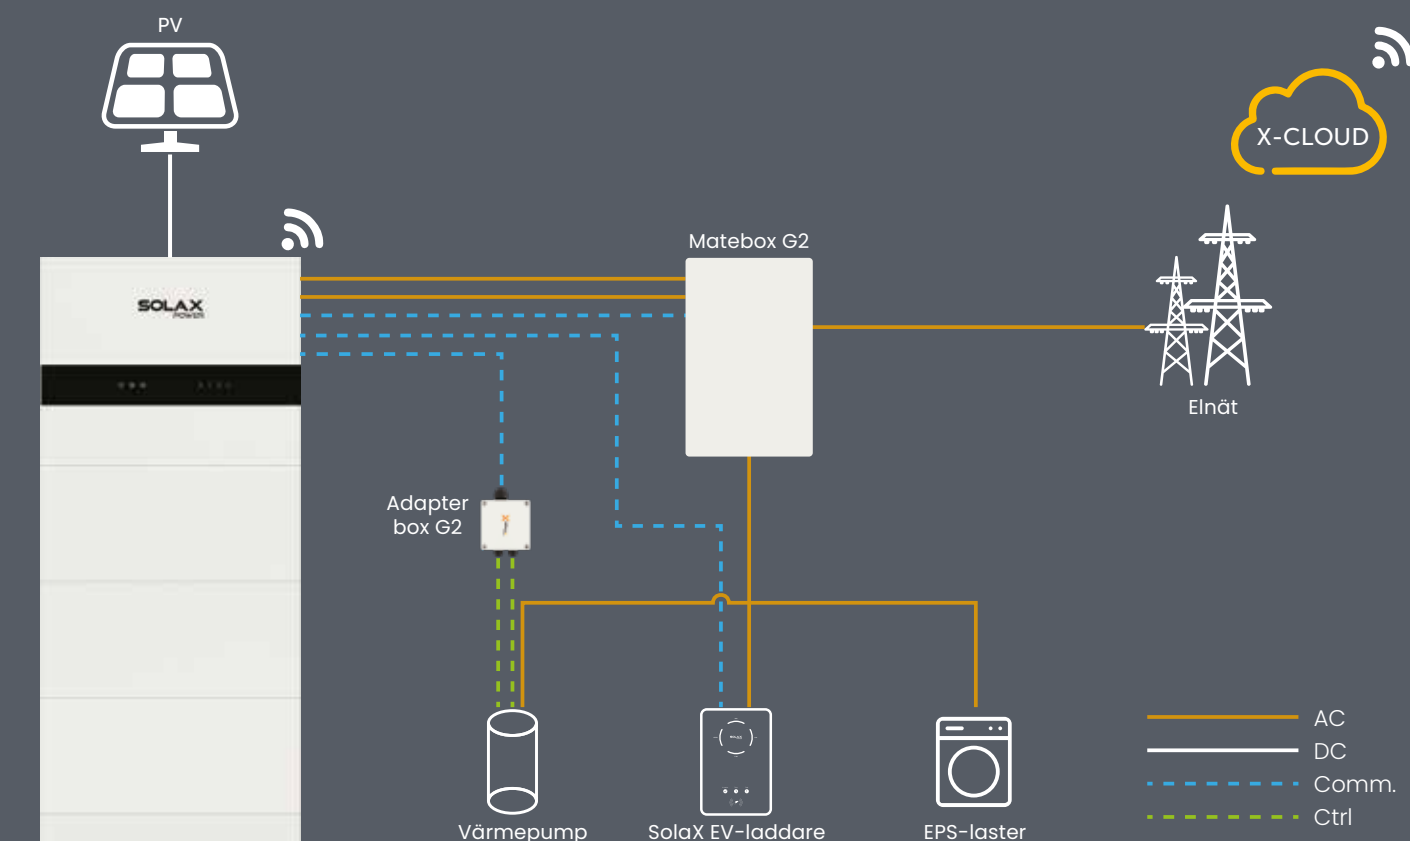 PV
X-CLOUD
SOLAX
POWER
Matebox G2
Elnät
Adapter
box G2
AC
DC
Comm.
Ctrl
Värmepump
SolaX EV-laddare
EPS-laster